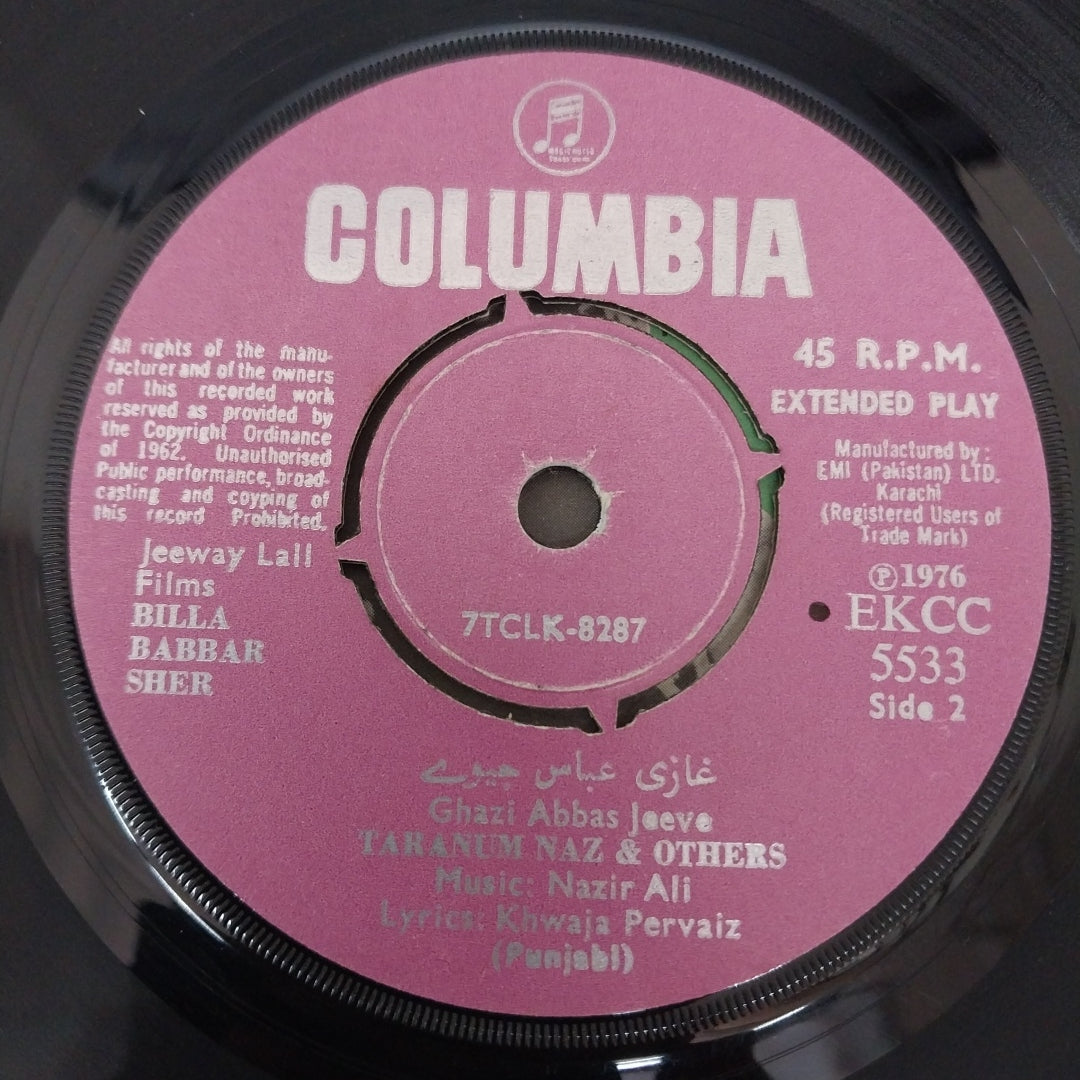 COLUMBIA
All rights of the manu-
facturer and of the owners
of this recorded work
reserved as provided by
the Copyright Ordinance
of 1962. Unauthorised
Public performance, broad-
casting and coyping of
this record Prohibited.
Jeeway Lall
Films
BILLA
BABBAR
SHER
45 R.P.M.
EXTENDED PLAY
Manufactured by:
EMI (Pakistan) LTD.
Karachi
(Registered Users of
Trade Mark)
℗ 1976
EKCC
5533
Side 2
7TCLK-8287
غازی عباس جیوے
Ghazi Abbas Jeeve
TARANUM NAZ & OTHERS
Music: Nazir Ali
Lyrics: Khwaja Pervaiz
(Punjabi)